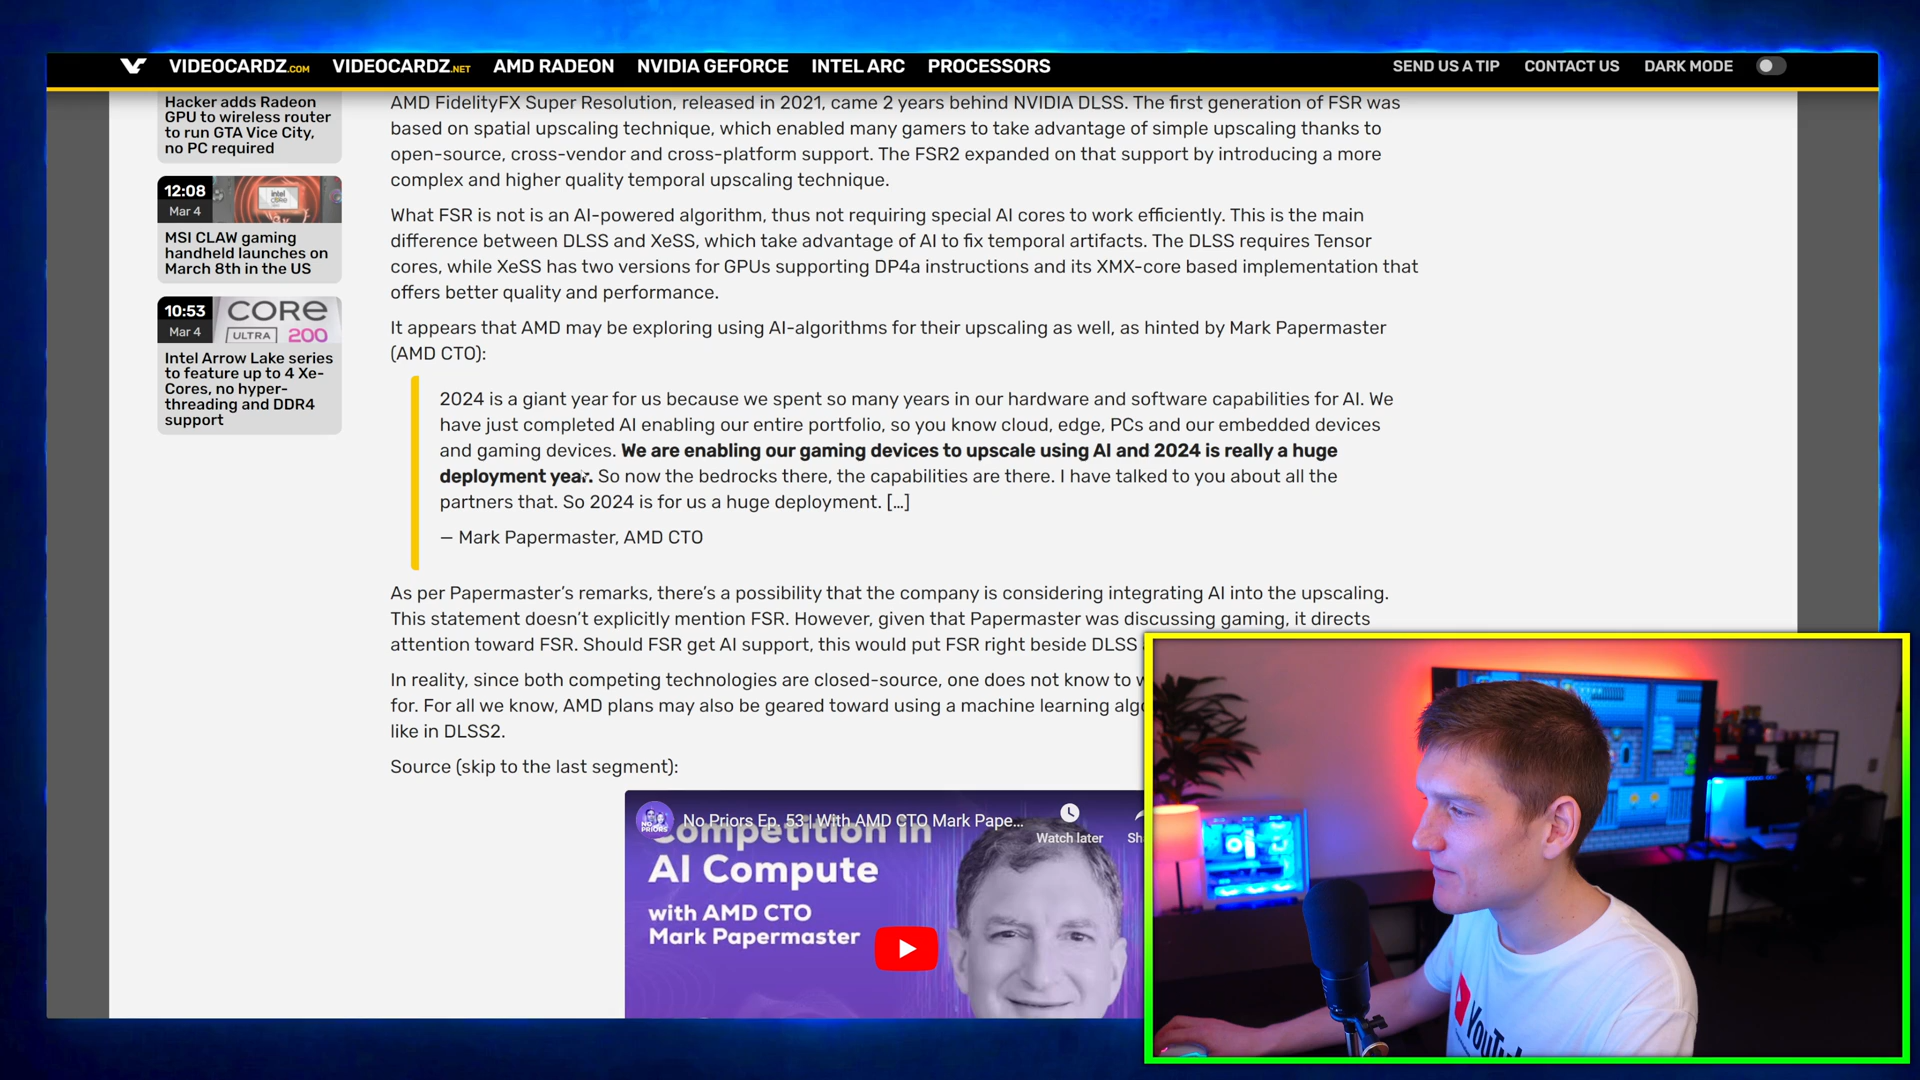 VIDEOCARDZ.COM VIDEOCARDZ.NET AMD RADEON NVIDIA GEFORCE INTEL ARC PROCESSORS SEND US A TIP CONTACT US DARK MODE
Hacker adds Radeon
GPU to wireless router
to run GTA Vice City,
no PC required
12:08
Mar 4
intel
core
MSI CLAW gaming
handheld launches on
March 8th in the US
10:53
Mar 4
CORE
ULTRA 200
Intel Arrow Lake series
to feature up to 4 Xe-
Cores, no hyper-
threading and DDR4
support
AMD FidelityFX Super Resolution, released in 2021, came 2 years behind NVIDIA DLSS. The first generation of FSR was
based on spatial upscaling technique, which enabled many gamers to take advantage of simple upscaling thanks to
open-source, cross-vendor and cross-platform support. The FSR2 expanded on that support by introducing a more
complex and higher quality temporal upscaling technique.
What FSR is not is an AI-powered algorithm, thus not requiring special AI cores to work efficiently. This is the main
difference between DLSS and XeSS, which take advantage of AI to fix temporal artifacts. The DLSS requires Tensor
cores, while XeSS has two versions for GPUs supporting DP4a instructions and its XMX-core based implementation that
offers better quality and performance.
It appears that AMD may be exploring using AI-algorithms for their upscaling as well, as hinted by Mark Papermaster
(AMD CTO):
2024 is a giant year for us because we spent so many years in our hardware and software capabilities for AI. We
have just completed AI enabling our entire portfolio, so you know cloud, edge, PCs and our embedded devices
and gaming devices. We are enabling our gaming devices to upscale using AI and 2024 is really a huge
deployment year. So now the bedrocks there, the capabilities are there. I have talked to you about all the
partners that. So 2024 is for us a huge deployment. […]
— Mark Papermaster, AMD CTO
As per Papermaster's remarks, there's a possibility that the company is considering integrating AI into the upscaling.
This statement doesn't explicitly mention FSR. However, given that Papermaster was discussing gaming, it directs
attention toward FSR. Should FSR get AI support, this would put FSR right beside DLSS
In reality, since both competing technologies are closed-source, one does not know to
for. For all we know, AMD plans may also be geared toward using a machine learning
like in DLSS2.
Source (skip to the last segment):
NO PRIORS
No Priors Ep. 53 | With AMD CTO Mark Pape...
Watch later
Competition in
AI Compute
with AMD CTO
Mark Papermaster
YouTu